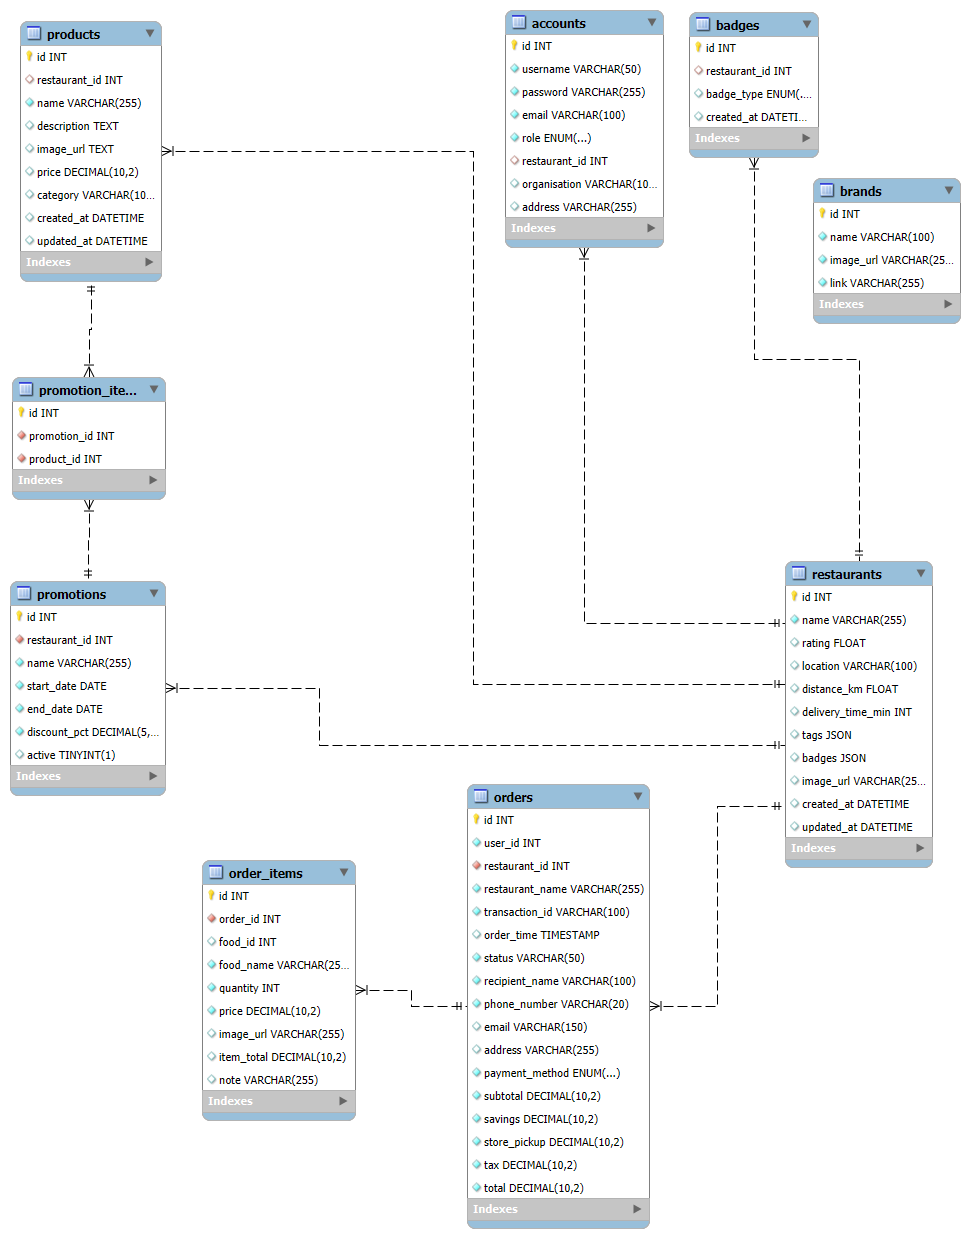 products
id INT
restaurant_id INT
name VARCHAR(255)
description TEXT
image_url TEXT
price DECIMAL(10,2)
category VARCHAR(10...
created_at DATETIME
updated_at DATETIME
Indexes
accounts
id INT
username VARCHAR(50)
password VARCHAR(255)
email VARCHAR(100)
role ENUM(...)
restaurant_id INT
organisation VARCHAR(10...
address VARCHAR(255)
Indexes
badges
id INT
restaurant_id INT
badge_type ENUM(....
created_at DATETI...
Indexes
brands
id INT
name VARCHAR(100)
image_url VARCHAR(25...
link VARCHAR(255)
Indexes
promotion_ite...
id INT
promotion_id INT
product_id INT
Indexes
promotions
id INT
restaurant_id INT
name VARCHAR(255)
start_date DATE
end_date DATE
discount_pct DECIMAL(5,...
active TINYINT(1)
Indexes
restaurants
id INT
name VARCHAR(255)
rating FLOAT
location VARCHAR(100)
distance_km FLOAT
delivery_time_min INT
tags JSON
badges JSON
image_url VARCHAR(25...
created_at DATETIME
updated_at DATETIME
Indexes
orders
id INT
user_id INT
restaurant_id INT
restaurant_name VARCHAR(255)
transaction_id VARCHAR(100)
order_time TIMESTAMP
status VARCHAR(50)
recipient_name VARCHAR(100)
phone_number VARCHAR(20)
email VARCHAR(150)
address VARCHAR(255)
payment_method ENUM(...)
subtotal DECIMAL(10,2)
savings DECIMAL(10,2)
store_pickup DECIMAL(10,2)
tax DECIMAL(10,2)
total DECIMAL(10,2)
Indexes
order_items
id INT
order_id INT
food_id INT
food_name VARCHAR(25...
quantity INT
price DECIMAL(10,2)
image_url VARCHAR(255)
item_total DECIMAL(10,2)
note VARCHAR(255)
Indexes